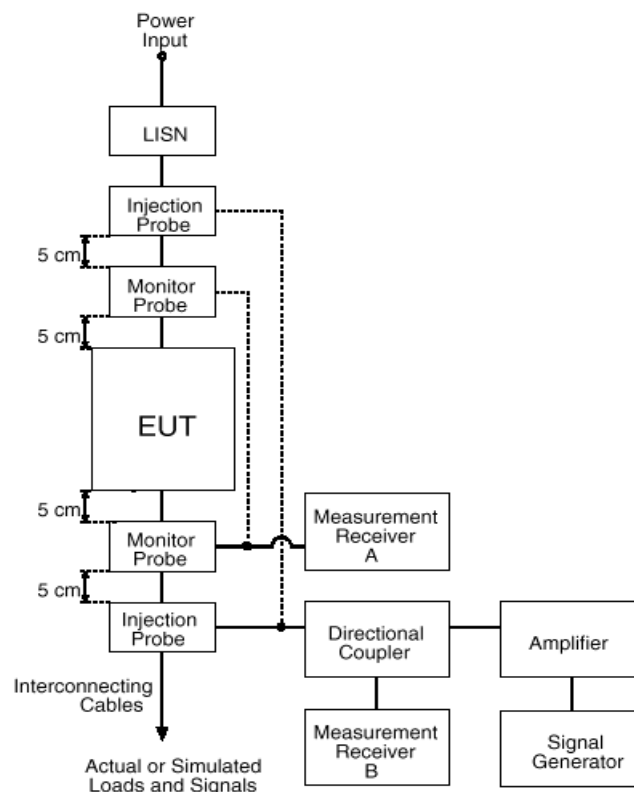 Power
Input
LISN
Injection
Probe
5 cm
Monitor
Probe
5 cm
EUT
5 cm
Monitor
Probe
Measurement
Receiver
A
5 cm
Injection
Probe
Directional
Coupler
Amplifier
Interconnecting
Cables
Measurement
Receiver
B
Signal
Generator
Actual or Simulated
Loads and Signals